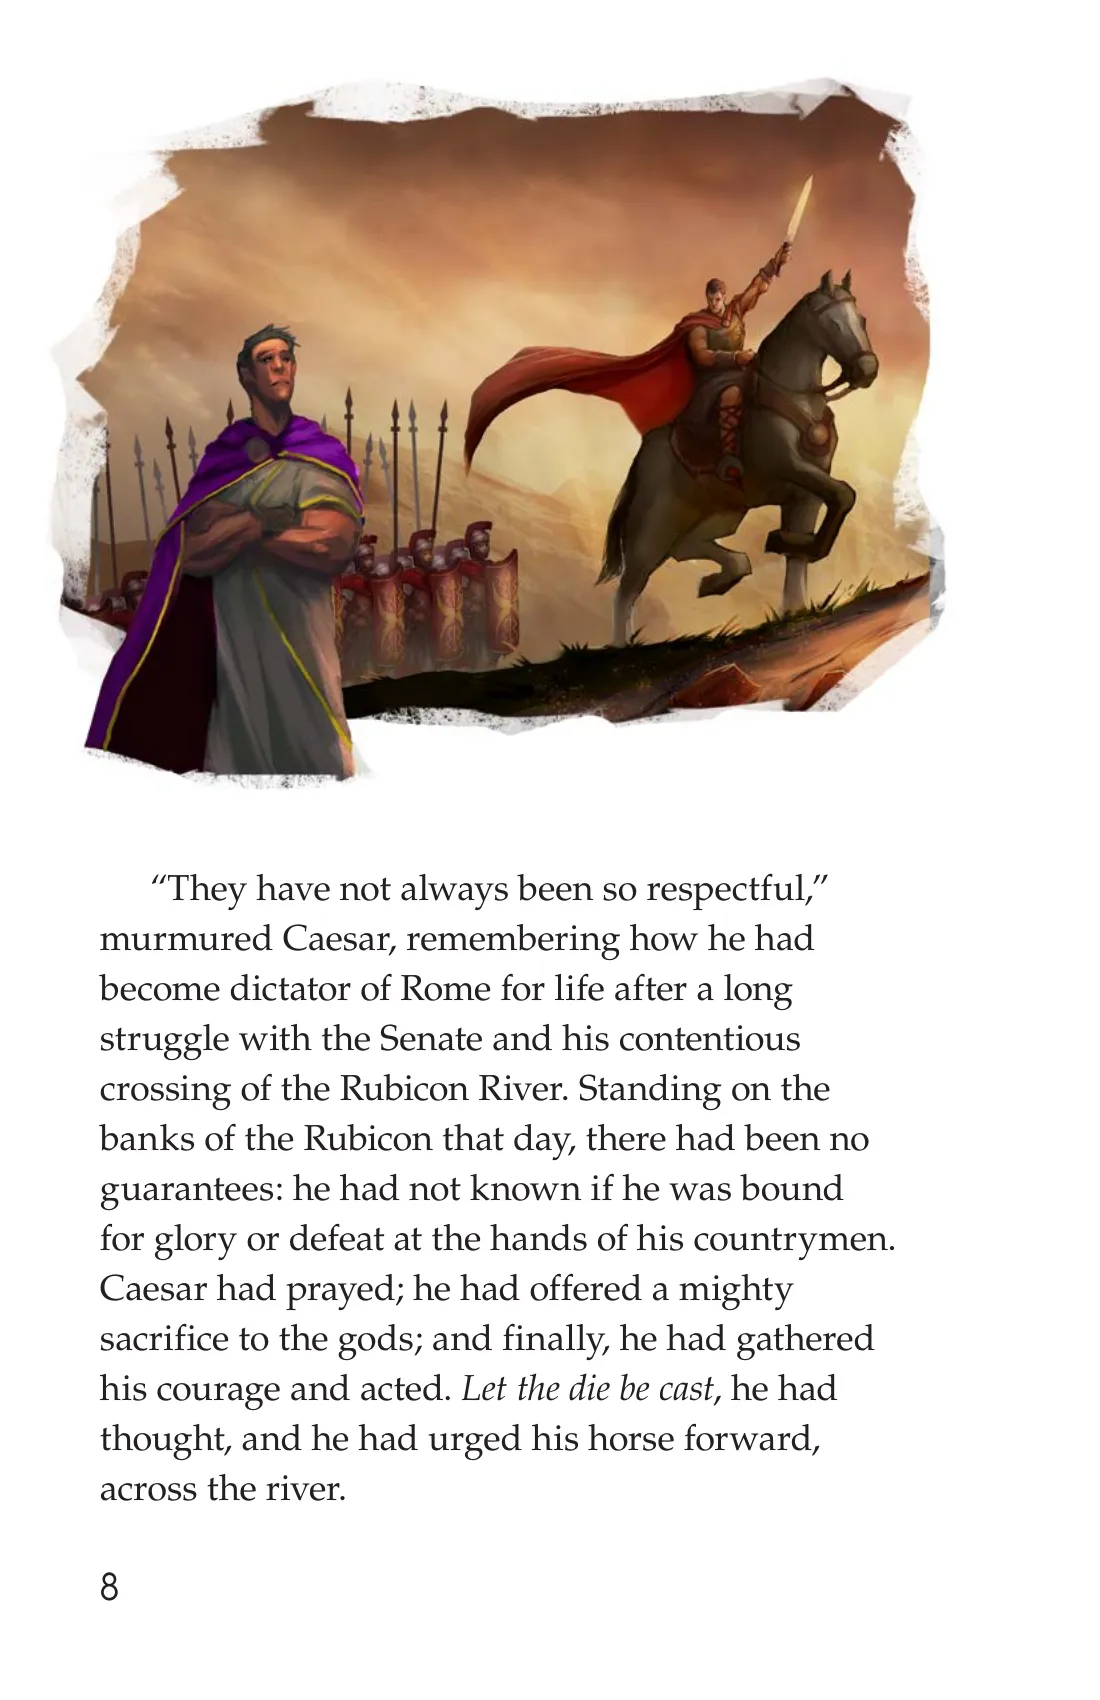 “They have not always been so respectful,”
murmured Caesar, remembering how he had
become dictator of Rome for life after a long
struggle with the Senate and his contentious
crossing of the Rubicon River. Standing on the
banks of the Rubicon that day, there had been no
guarantees: he had not known if he was bound
for glory or defeat at the hands of his countrymen.
Caesar had prayed; he had offered a mighty
sacrifice to the gods; and finally, he had gathered
his courage and acted. Let the die be cast, he had
thought, and he had urged his horse forward,
across the river.
8